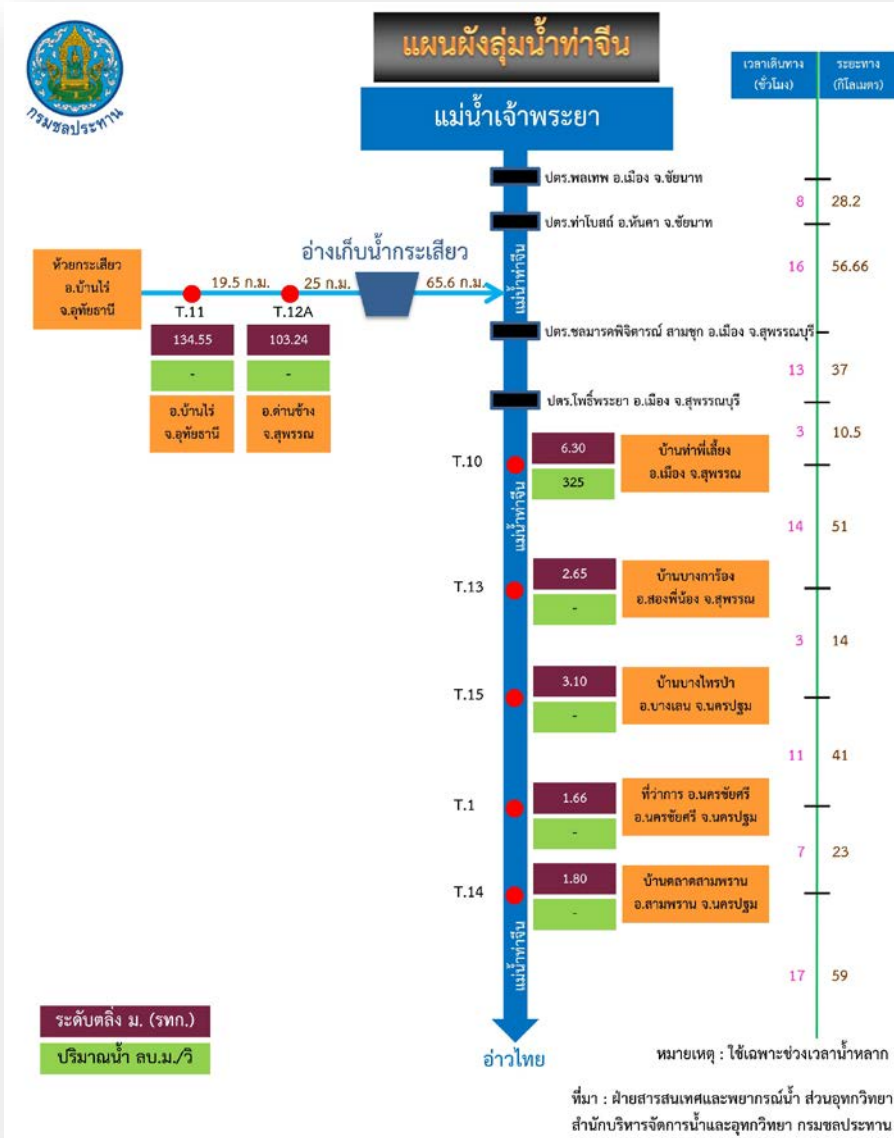 แผนผังลุ่มน้ำท่าจีน
กรมชลประทาน
เวลาเดินทาง
(ชั่วโมง)
ระยะทาง
(กิโลเมตร)
แม่น้ำเจ้าพระยา
ปตร.พลเทพ อ.เมือง จ.ชัยนาท
8 28.2
ปตร.ท่าโบสถ์ อ.หันคา จ.ชัยนาท
อ่างเก็บน้ำกระเสียว
ห้วยกระเสียว
อ.บ้านไร่
จ.อุทัยธานี
19.5 ก.ม.
25 ก.ม.
65.6 ก.ม.
แม่น้ำท่าจีน
16 56.66
T.11
T.12A
134.55
103.24
-
-
อ.บ้านไร่
จ.อุทัยธานี
อ.ด่านช้าง
จ.สุพรรณ
ปตร.ชลมารคพิจิตารณ์ สามชุก อ.เมือง จ.สุพรรณบุรี
13 37
ปตร.โพธิ์พระยา อ.เมือง จ.สุพรรณบุรี
3 10.5
T.10
6.30
325
บ้านท่าพี่เลี้ยง
อ.เมือง จ.สุพรรณ
แม่น้ำท่าจีน
14 51
T.13
2.65
-
บ้านบางการ้อง
อ.สองพี่น้อง จ.สุพรรณ
3 14
T.15
3.10
-
บ้านบางไทรป่า
อ.บางเลน จ.นครปฐม
11 41
T.1
1.66
-
ที่ว่าการ อ.นครชัยศรี
อ.นครชัยศรี จ.นครปฐม
7 23
T.14
1.80
-
บ้านตลาดสามพราน
อ.สามพราน จ.นครปฐม
แม่น้ำท่าจีน
17 59
ระดับตลิ่ง ม. (รทก.)
ปริมาณน้ำ ลบ.ม./วิ
อ่าวไทย
หมายเหตุ : ใช้เฉพาะช่วงเวลาน้ำหลาก
ที่มา : ฝ่ายสารสนเทศและพยากรณ์น้ำ ส่วนอุทกวิทยา
สำนักบริหารจัดการน้ำและอุทกวิทยา กรมชลประทาน